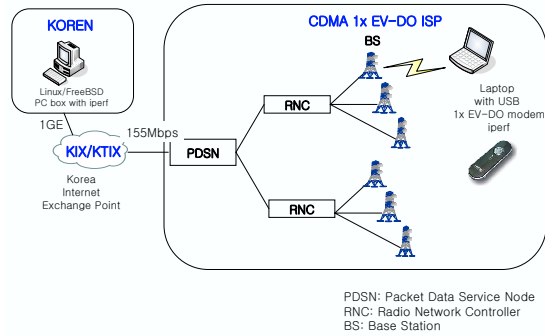 KOREN
Linux/FreeBSD
PC box with iperf
1GE
KIX/KTIX
Korea
Internet
Exchange Point
155Mbps
CDMA 1x EV-DO ISP
BS
PDSN
RNC
RNC
Laptop
with USB
1x EV-DO modem
iperf
PDSN: Packet Data Service Node
RNC: Radio Network Controller
BS: Base Station